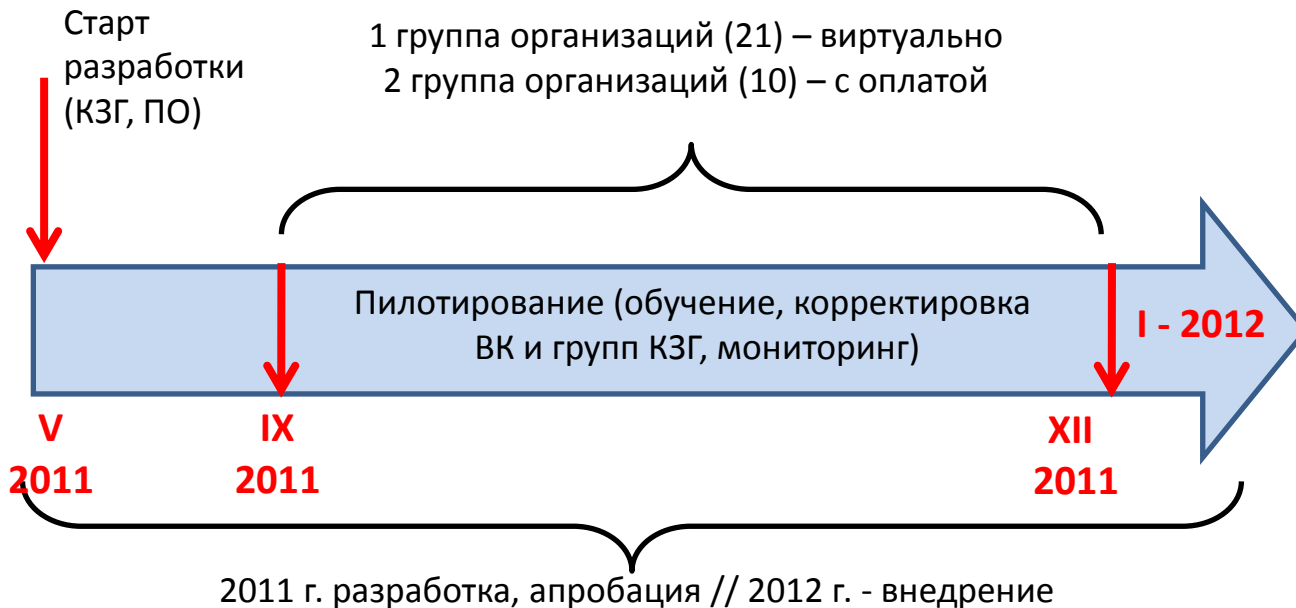 Старт
разработки
(КЗГ, ПО)
1 группа организаций (21) – виртуально
2 группа организаций (10) – с оплатой
Пилотирование (обучение, корректировка
ВК и групп КЗГ, мониторинг)
I - 2012
V
2011
IX
2011
XII
2011
2011 г. разработка, апробация // 2012 г. - внедрение